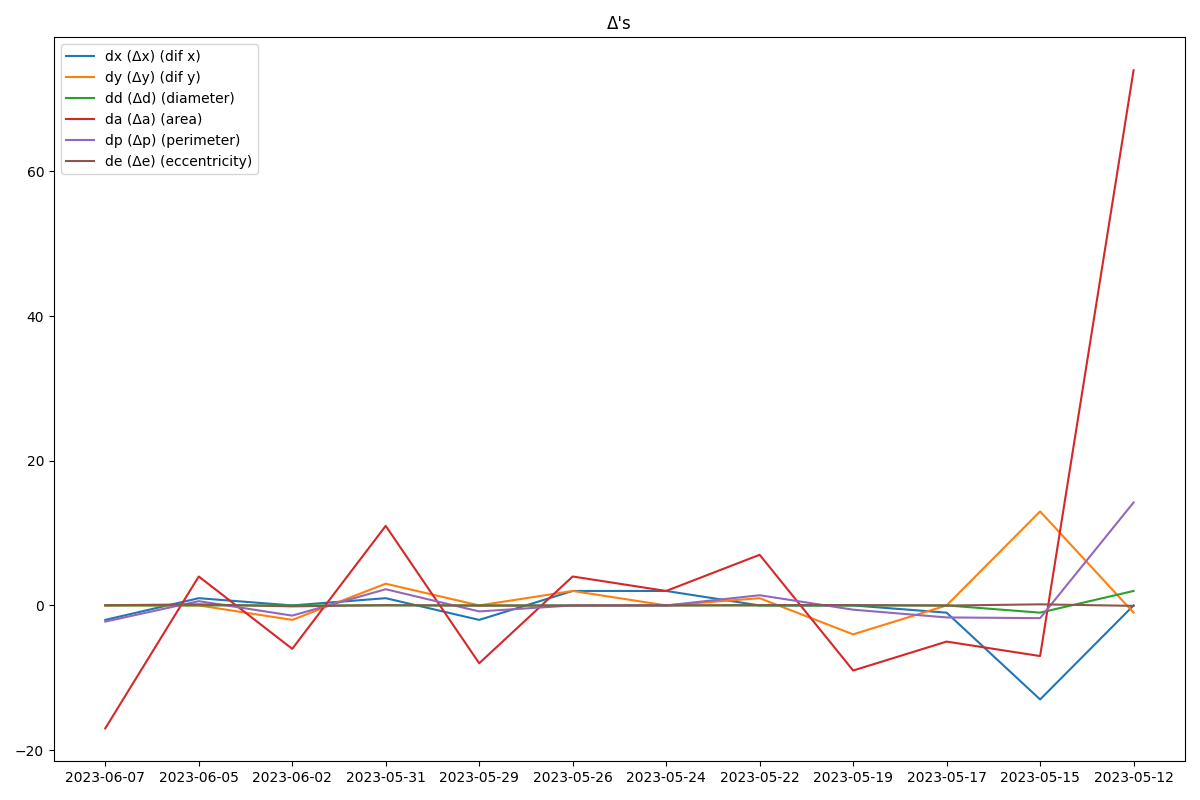 Δ's
dx (Δx) (dif x)
dy (Δy) (dif y)
dd (Δd) (diameter)
da (Δa) (area)
dp (Δp) (perimeter)
de (Δe) (eccentricity)
60
40
20
0
−20
2023-06-07 2023-06-05 2023-06-02 2023-05-31 2023-05-29 2023-05-26 2023-05-24 2023-05-22 2023-05-19 2023-05-17 2023-05-15 2023-05-12